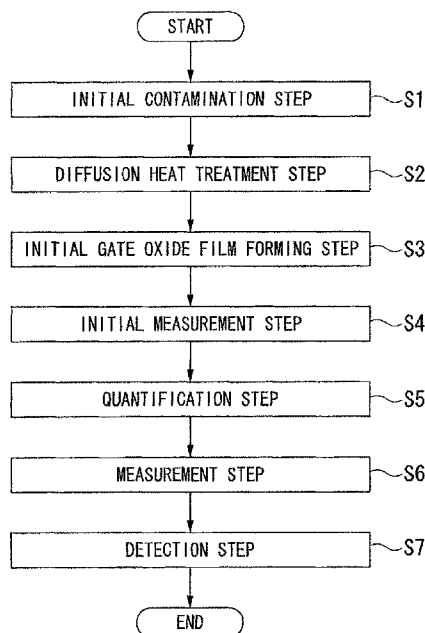 START
INITIAL CONTAMINATION STEP S1
DIFFUSION HEAT TREATMENT STEP S2
INITIAL GATE OXIDE FILM FORMING STEP S3
INITIAL MEASUREMENT STEP S4
QUANTIFICATION STEP S5
MEASUREMENT STEP S6
DETECTION STEP S7
END